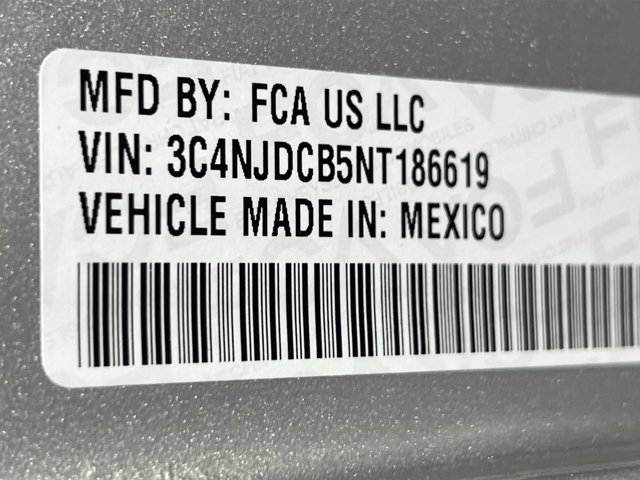 MFD BY: FCA US LLC
VIN: 3C4NJDCB5NT186619
VEHICLE MADE IN: MEXICO